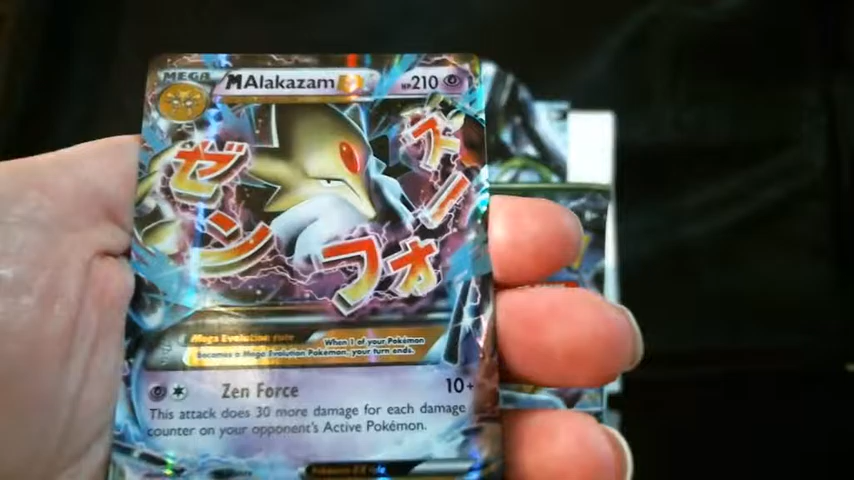 MEGA
MAlakazam
HP210
ゼン
フォース
Mega Evolution rule
When 1 of your Pokémon
becomes a Mega Evolution Pokémon, your turn ends.
Zen Force
10+
This attack does 30 more damage for each damage
counter on your opponent's Active Pokémon.